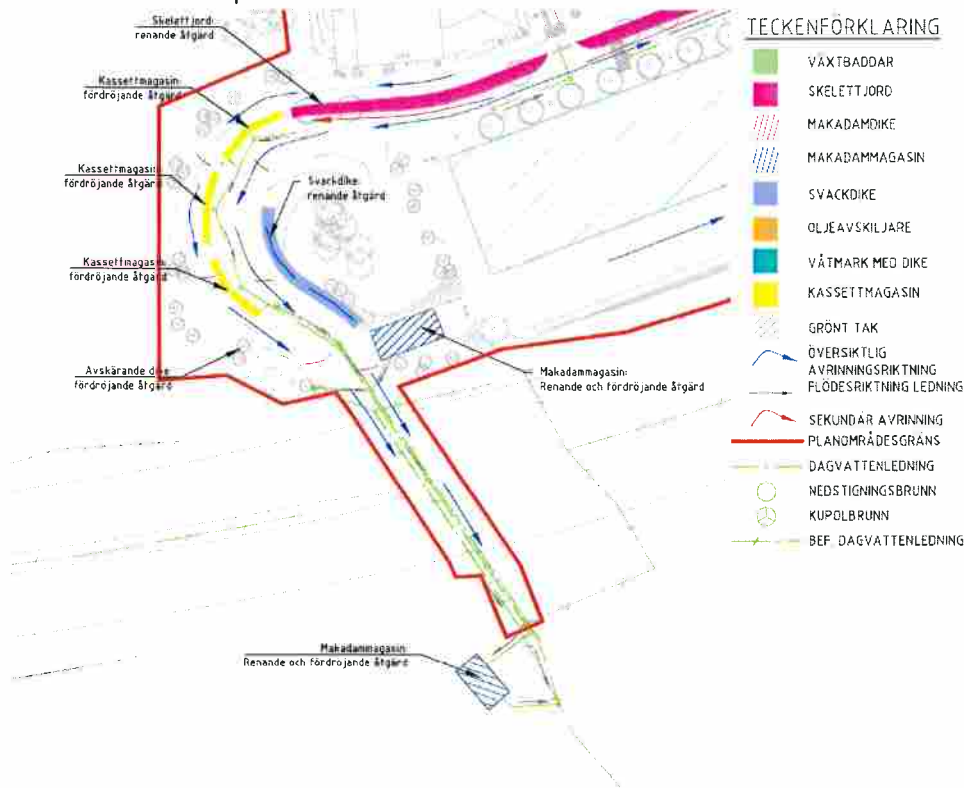 Skelettjord:
renande åtgärd
Kassettmagasin:
fördröjande åtgärd
Kassettmagasin:
fördröjande åtgärd
Svackdike:
renande åtgärd
Kassettmagasin:
fördröjande åtgärd
Avskärande dike:
fördröjande åtgärd
Makadammagasin:
Renande och fördröjande åtgärd
Makadammagasin:
Renande och fördröjande åtgärd
TECKENFÖRKLARING
VÄXTBÄDDAR
SKELETTJORD
MAKADAMDIKE
MAKADAMMAGASIN
SVACKDIKE
OLJEAVSKILJARE
VÅTMARK MED DIKE
KASSETTMAGASIN
GRÖNT TAK
ÖVERSIKTLIG
AVRINNINGSRIKTNING
FLÖDESRIKTNING LEDNING
SEKUNDÄR AVRINNING
PLANOMRÅDESGRÄNS
DAGVATTENLEDNING
NEDSTIGNINGSBRUNN
KUPOLBRUNN
BEF. DAGVATTENLEDNING